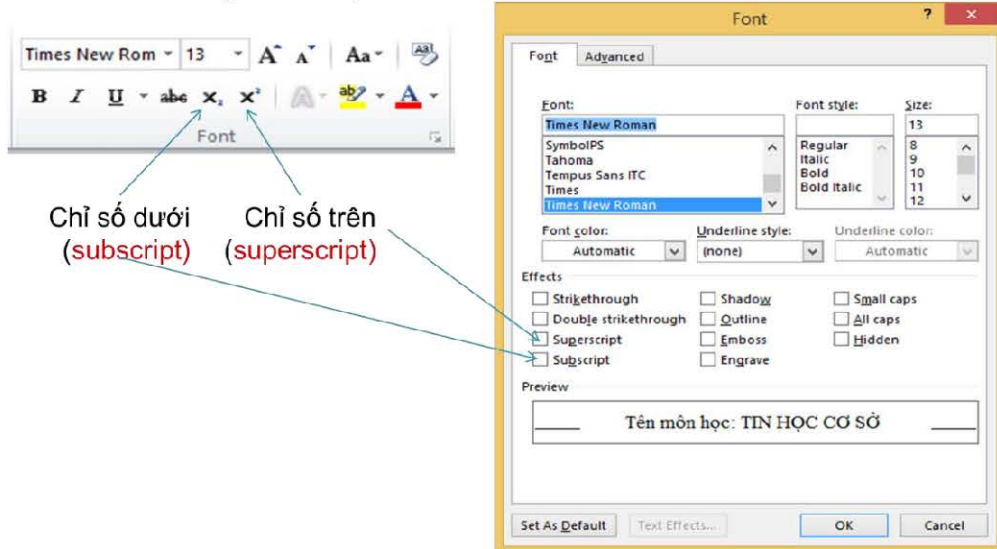 Times New Rom 13 A A Aa
B I U abc X₂ X²  A ab A
Font
Chỉ số dưới Chỉ số trên
(subscript) (superscript)
Font
? ×
Font Advanced
Font: Font style: Size:
Times New Roman 13
SymbolPS Regular 8
Tahoma Italic 9
Tempus Sans ITC Bold 10
Times Bold Italic 11
Times New Roman 12
Font color: Underline style: Underline color:
Automatic (none) Automatic
Effects
Strikethrough Shadow Small caps
Double strikethrough Outline All caps
Superscript Emboss Hidden
Subscript Engrave
Preview
Tên môn học: TIN HỌC CƠ SỞ
Set As Default Text Effects... OK Cancel